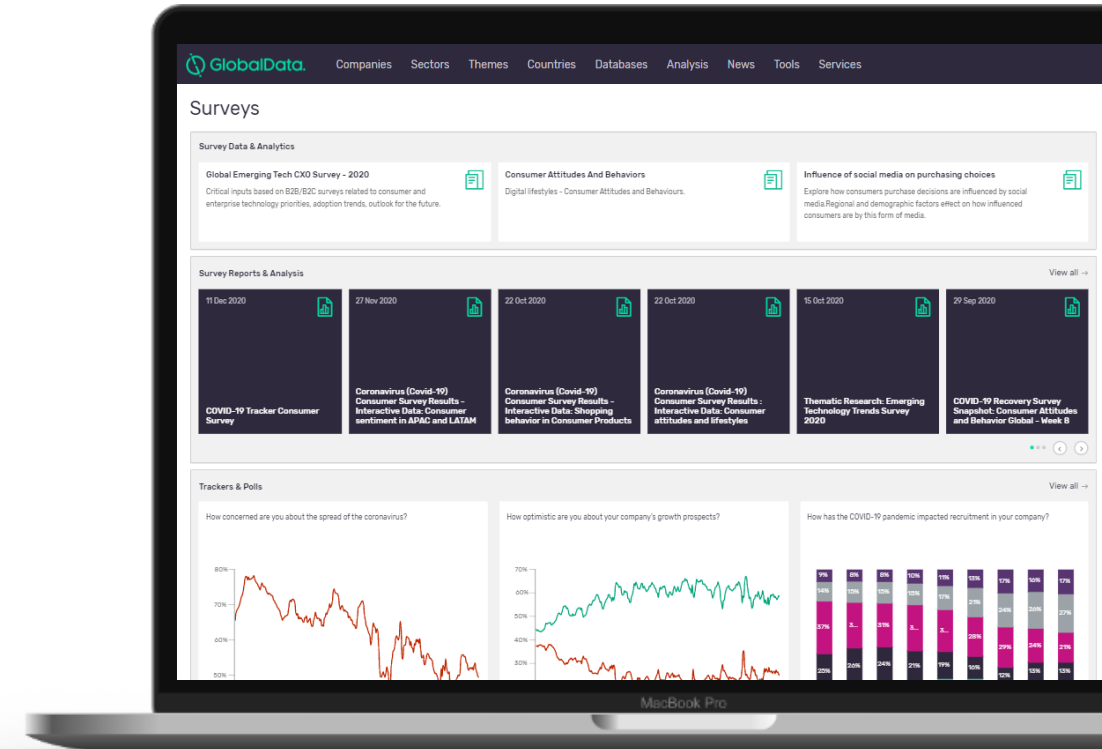 GlobalData.
Companies Sectors Themes Countries Databases Analysis News Tools Services
Surveys
Survey Data & Analytics
Global Emerging Tech CXO Survey - 2020
Critical inputs based on B2B/B2C surveys related to consumer and
enterprise technology priorities, adoption trends, outlook for the future.
Consumer Attitudes And Behaviors
Digital lifestyles - Consumer Attitudes and Behaviours.
Influence of social media on purchasing choices
Explore how consumers purchase decisions are influenced by social
media.Regional and demographic factors effect on how influenced
consumers are by this form of media.
Survey Reports & Analysis
View all →
11 Dec 2020
COVID-19 Tracker Consumer
Survey
27 Nov 2020
Coronavirus (Covid-19)
Consumer Survey Results -
Interactive Data: Consumer
sentiment in APAC and LATAM
22 Oct 2020
Coronavirus (Covid-19)
Consumer Survey Results -
Interactive Data: Shopping
behavior in Consumer Products
22 Oct 2020
Coronavirus (Covid-19)
Consumer Survey Results :
Interactive Data: Consumer
attitudes and lifestyles
15 Oct 2020
Thematic Research: Emerging
Technology Trends Survey
2020
29 Sep 2020
COVID-19 Recovery Survey
Snapshot: Consumer Attitudes
and Behavior Global - Week 8
Trackers & Polls
View all →
How concerned are you about the spread of the coronavirus?
80%
70%
60%
50%
How optimistic are you about your company's growth prospects?
70%
60%
50%
40%
30%
How has the COVID-19 pandemic impacted recruitment in your company?
9% 8% 8% 10% 11% 13% 17% 16% 17%
14% 15% 15% 15% 17% 21% 24% 26% 27%
37% 3... 31% 3... 3... 28% 29% 24% 21%
25% 26% 24% 21% 19% 16% 12% 13% 13%
MacBook Pro